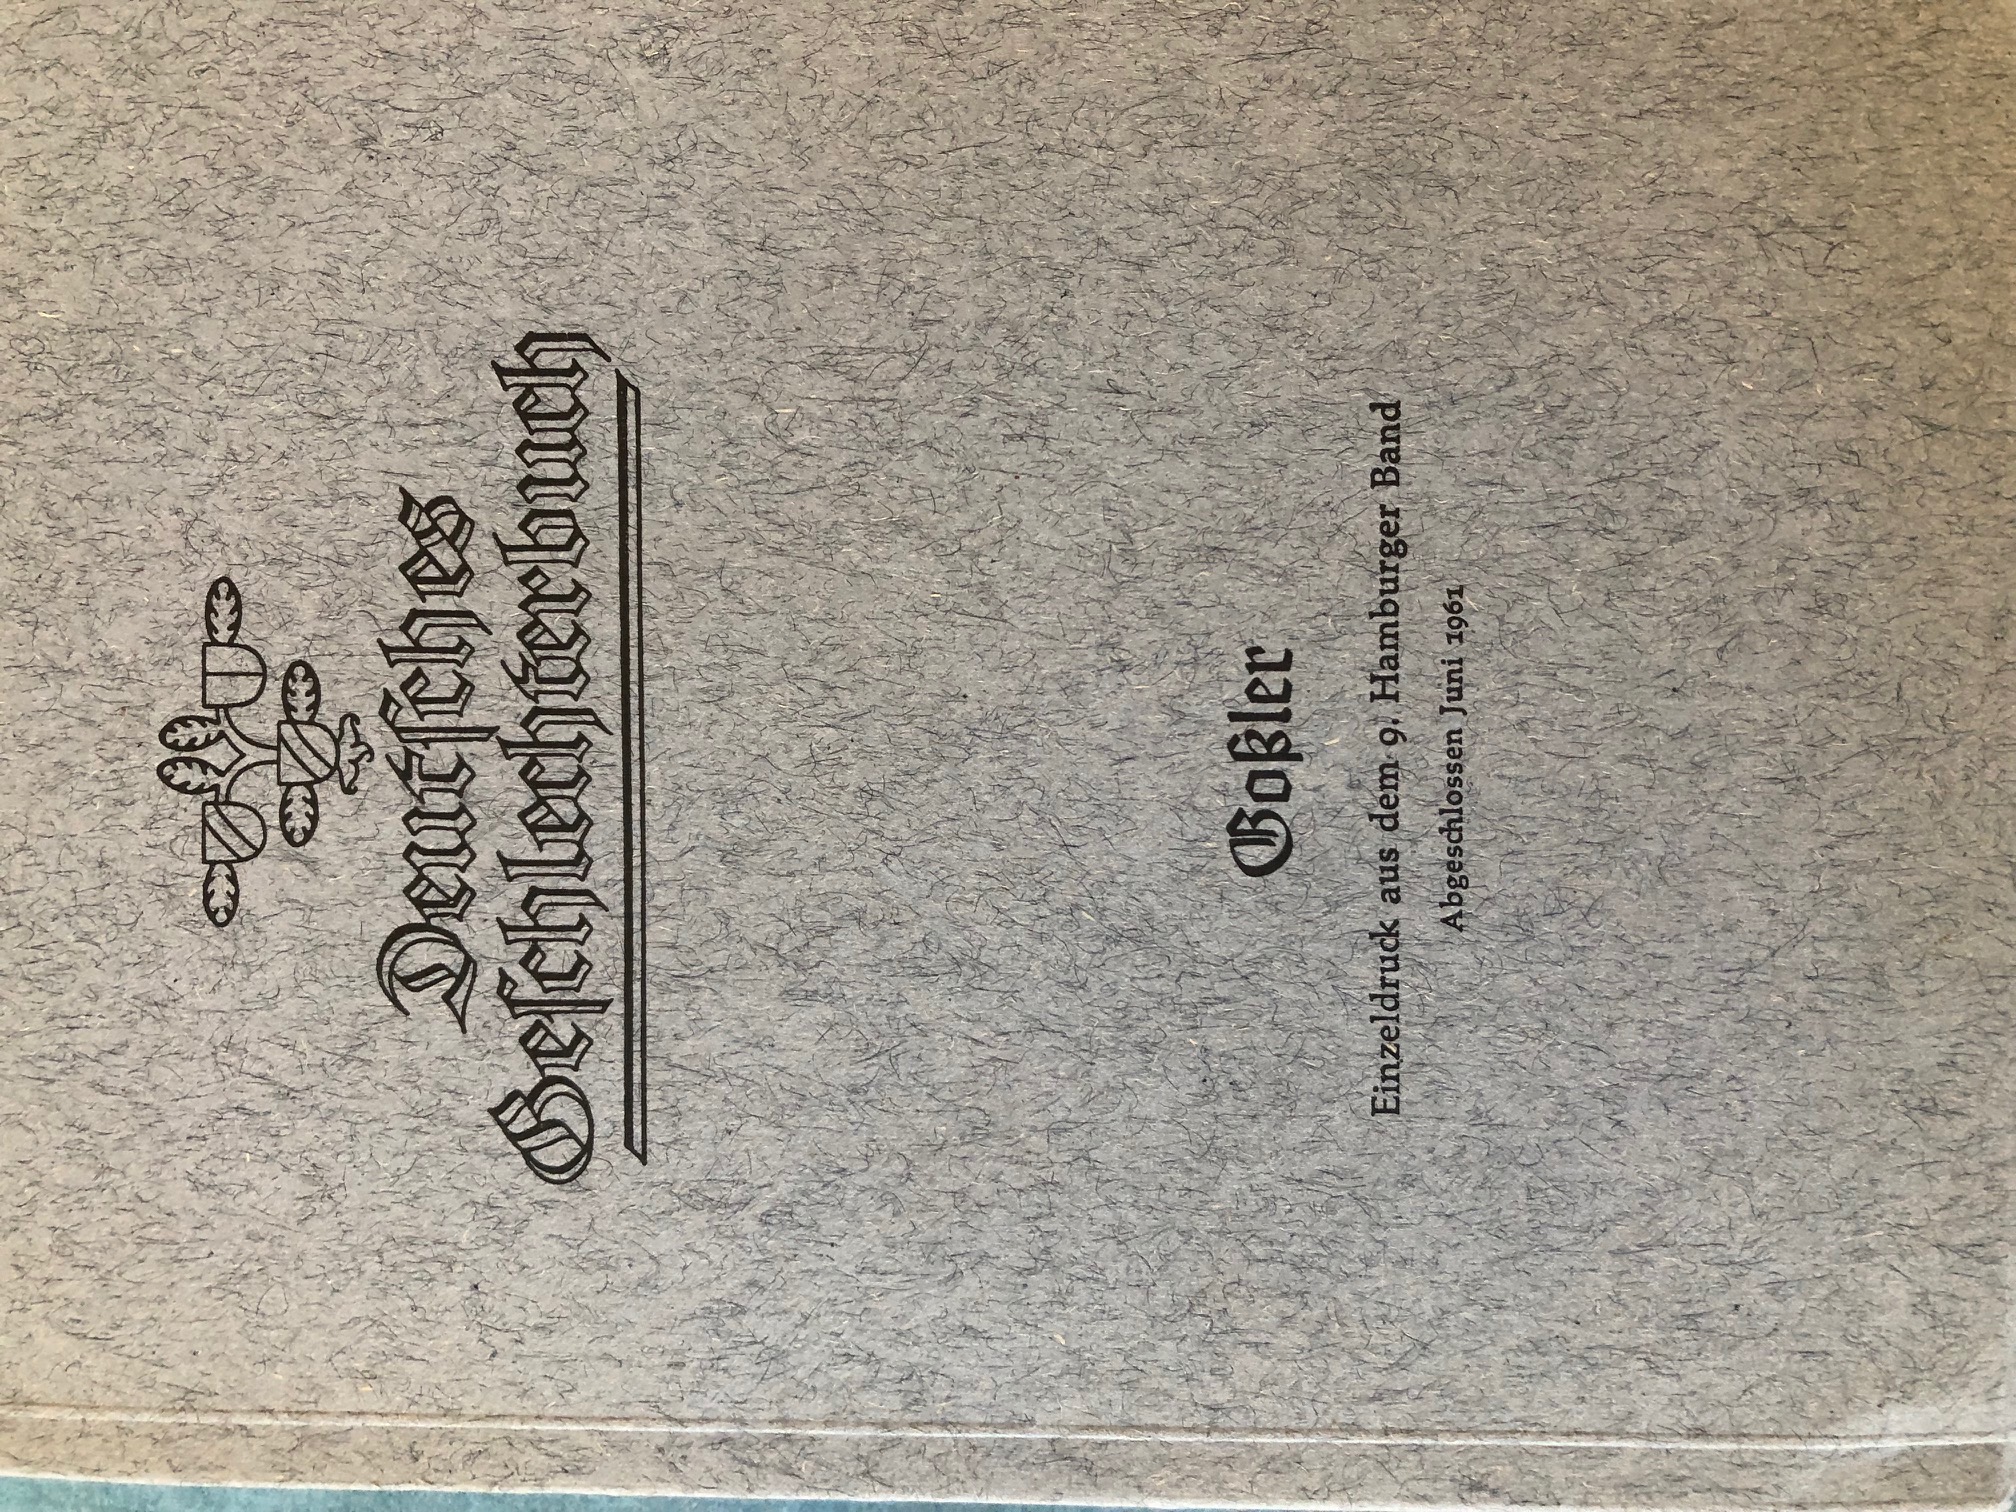 Deutsches
Geschlechterbuch
Goßler
Einzeldruck aus dem 9. Hamburger Band
Abgeschlossen Juni 1961